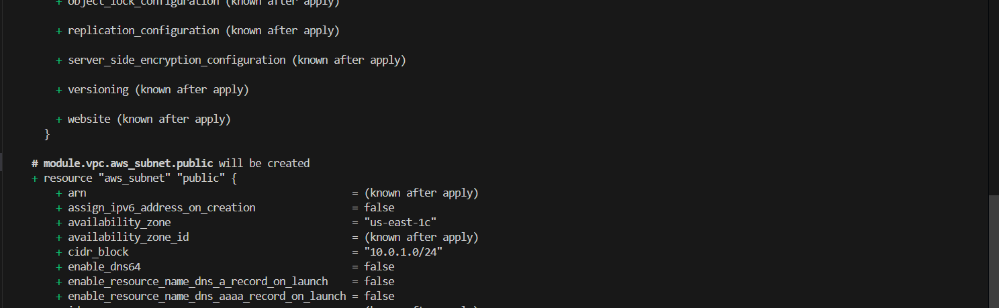 + object_lock_configuration (known after apply)
+ replication_configuration (known after apply)
+ server_side_encryption_configuration (known after apply)
+ versioning (known after apply)
+ website (known after apply)
}
# module.vpc.aws_subnet.public will be created
+ resource "aws_subnet" "public" {
+ arn = (known after apply)
+ assign_ipv6_address_on_creation = false
+ availability_zone = "us-east-1c"
+ availability_zone_id = (known after apply)
+ cidr_block = "10.0.1.0/24"
+ enable_dns64 = false
+ enable_resource_name_dns_a_record_on_launch = false
+ enable_resource_name_dns_aaaa_record_on_launch = false